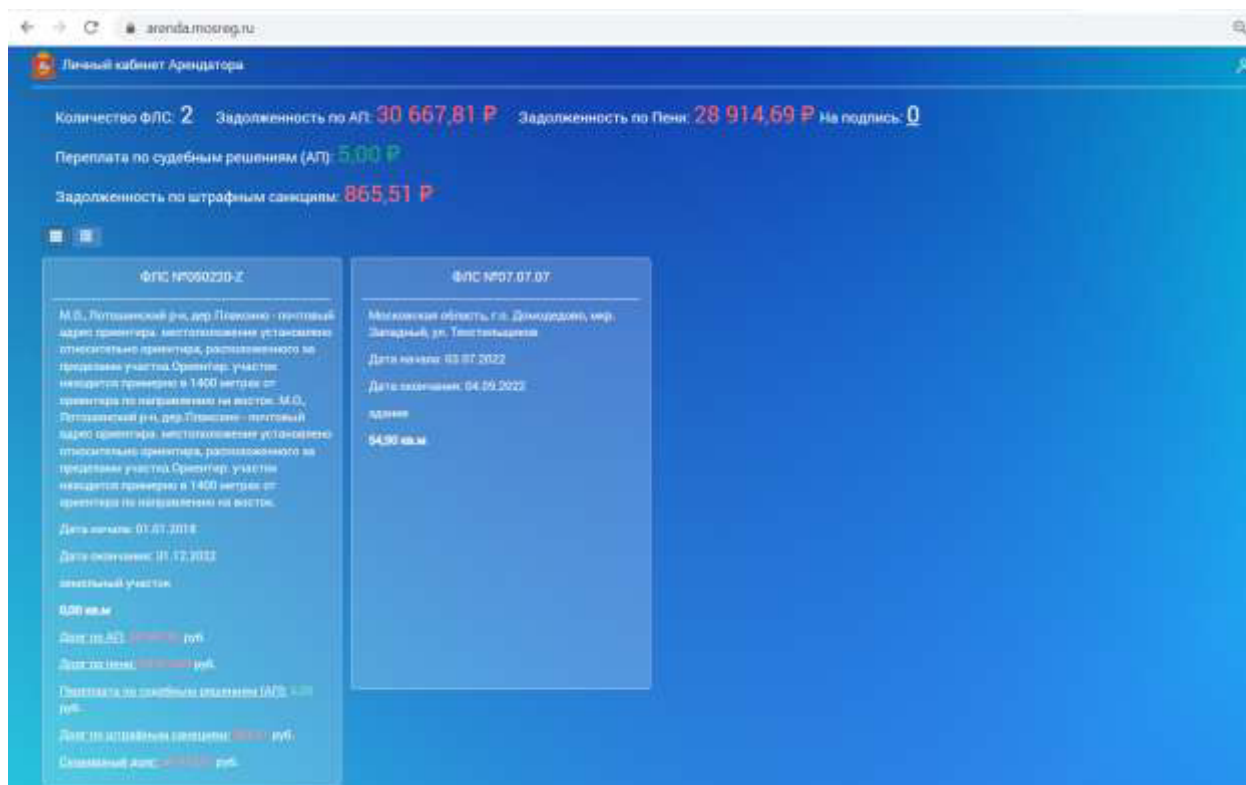 arenda.mosreg.ru
Личный кабинет Арендатора
Количество ФЛС: 2 Задолженность по АП: 30 667,81 ₽ Задолженность по Пени: 28 914,69 ₽ На подпись: 0
Переплата по судебным решениям (АП): 5,00 ₽
Задолженность по штрафным санкциям: 865,51 ₽
ФЛС №060230-Z
М.О., Лотошинский р-н, дер.Плаксино - почтовый
адрес ориентира. местоположение установлено
относительно ориентира, расположенного за
пределами участка.Ориентир. участок
находится примерно в 1400 метрах от
ориентира по направлению на восток. М.О.,
Лотошинский р-н, дер.Плаксино - почтовый
адрес ориентира. местоположение установлено
относительно ориентира, расположенного за
пределами участка.Ориентир. участок
находится примерно в 1400 метрах от
ориентира по направлению на восток.
Дата начала: 01.01.2018
Дата окончания: 01.12.2022
земельный участок
0,00 кв.м
Долг по АП: руб.
Долг по пени: руб.
Переплата по судебным решениям (АП): 5,00
руб.
Долг по штрафным санкциям: руб.
Суммарный долг: руб.
ФЛС №07.07.07
Московская область, г.о. Домодедово, мкр.
Западный, ул. Текстильщиков
Дата начала: 03.07.2022
Дата окончания: 04.09.2022
здание
54,90 кв.м